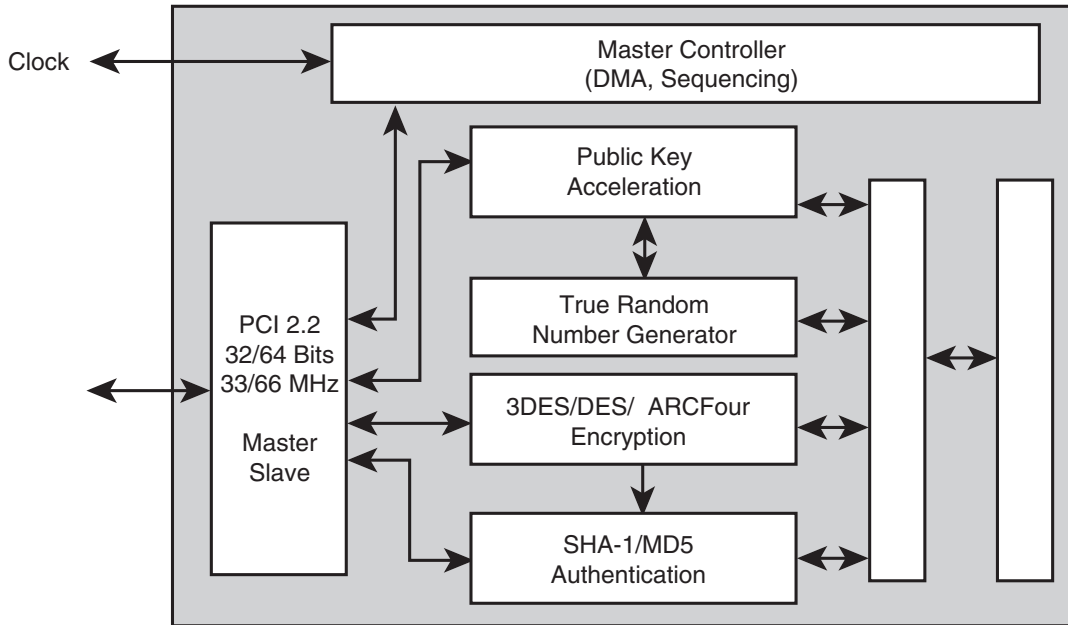 Clock
Master Controller
(DMA, Sequencing)
Public Key
Acceleration
True Random
Number Generator
PCI 2.2
32/64 Bits
33/66 MHz
Master
Slave
3DES/DES/ ARCFour
Encryption
SHA-1/MD5
Authentication